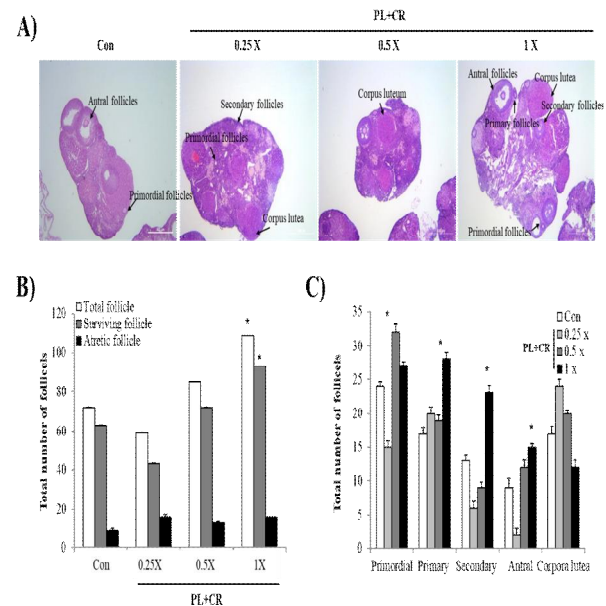 A)
PL+CR
Con
0.25 X
0.5 X
1 X
Antral follicles
Primordial follicles
Secondary follicles
Primordial follicles
Corpus lutea
Corpus luteum
Antral follicles
Corpus lutea
Primary follicles
Secondary follicles
Primordial follicles
B)
Total number of follicels
120
100
80
60
40
20
0
Total follicle
Surviving follicle
Atretic follicle
*
*
Con
0.25X
0.5X
1X
PL+CR
C)
Total number of follicels
35
30
25
20
15
10
5
0
Con
0.25 x
0.5 x
1 x
PL+CR
*
*
*
*
Primordial
Primary
Secondary
Antral
Corpora lutea